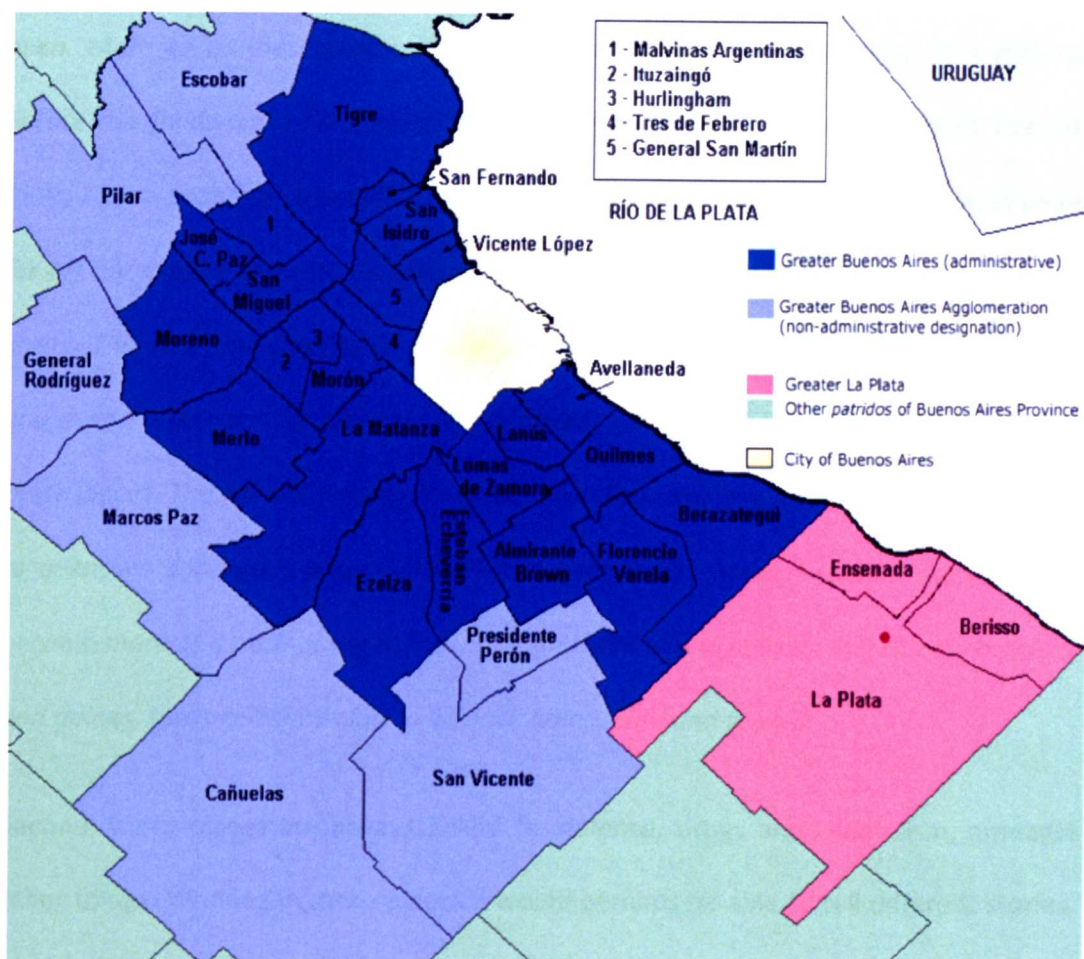 Escobar
Tigre
Pilar
1 - Malvinas Argentinas
2 - Ituzaingó
3 - Hurlingham
4 - Tres de Febrero
5 - General San Martín
URUGUAY
San Fernando
San
Isidro
RÍO DE LA PLATA
Vicente López
1
José
C. Paz
San
Miguel
5
Moreno
3
4
2
Morón
General
Rodríguez
Greater Buenos Aires (administrative)
Greater Buenos Aires Agglomeration
(non-administrative designation)
Greater La Plata
Other patridos of Buenos Aires Province
City of Buenos Aires
Avellaneda
Merlo
La Matanza
Lanús
Quilmes
Lomas
de Zamora
Marcos Paz
Berazategui
Esteban
Echeverría
Ezeiza
Almirante
Brown
Florencio
Varela
Ensenada
Berisso
Presidente
Perón
La Plata
Cañuelas
San Vicente